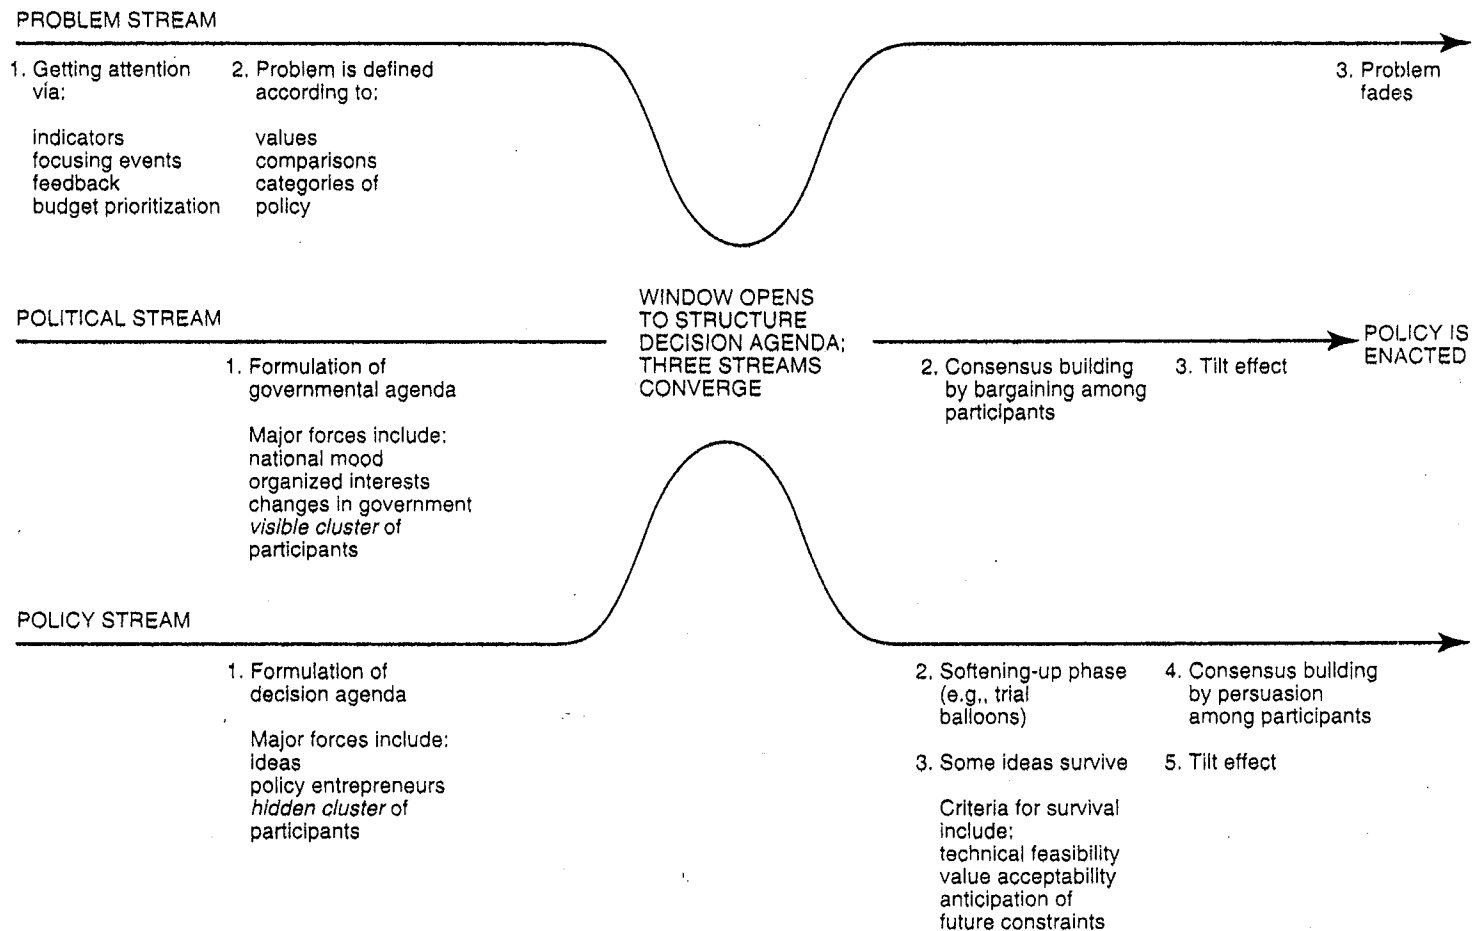 PROBLEM STREAM
1. Getting attention
via:
indicators
focusing events
feedback
budget prioritization
2. Problem is defined
according to:
values
comparisons
categories of
policy
3. Problem
fades
POLITICAL STREAM
1. Formulation of
governmental agenda
Major forces include:
national mood
organized interests
changes in government
visible cluster of
participants
WINDOW OPENS
TO STRUCTURE
DECISION AGENDA;
THREE STREAMS
CONVERGE
2. Consensus building
by bargaining among
participants
3. Tilt effect
POLICY IS
ENACTED
POLICY STREAM
1. Formulation of
decision agenda
Major forces include:
ideas
policy entrepreneurs
hidden cluster of
participants
2. Softening-up phase
(e.g., trial
balloons)
3. Some ideas survive
Criteria for survival
include:
technical feasibility
value acceptability
anticipation of
future constraints
4. Consensus building
by persuasion
among participants
5. Tilt effect